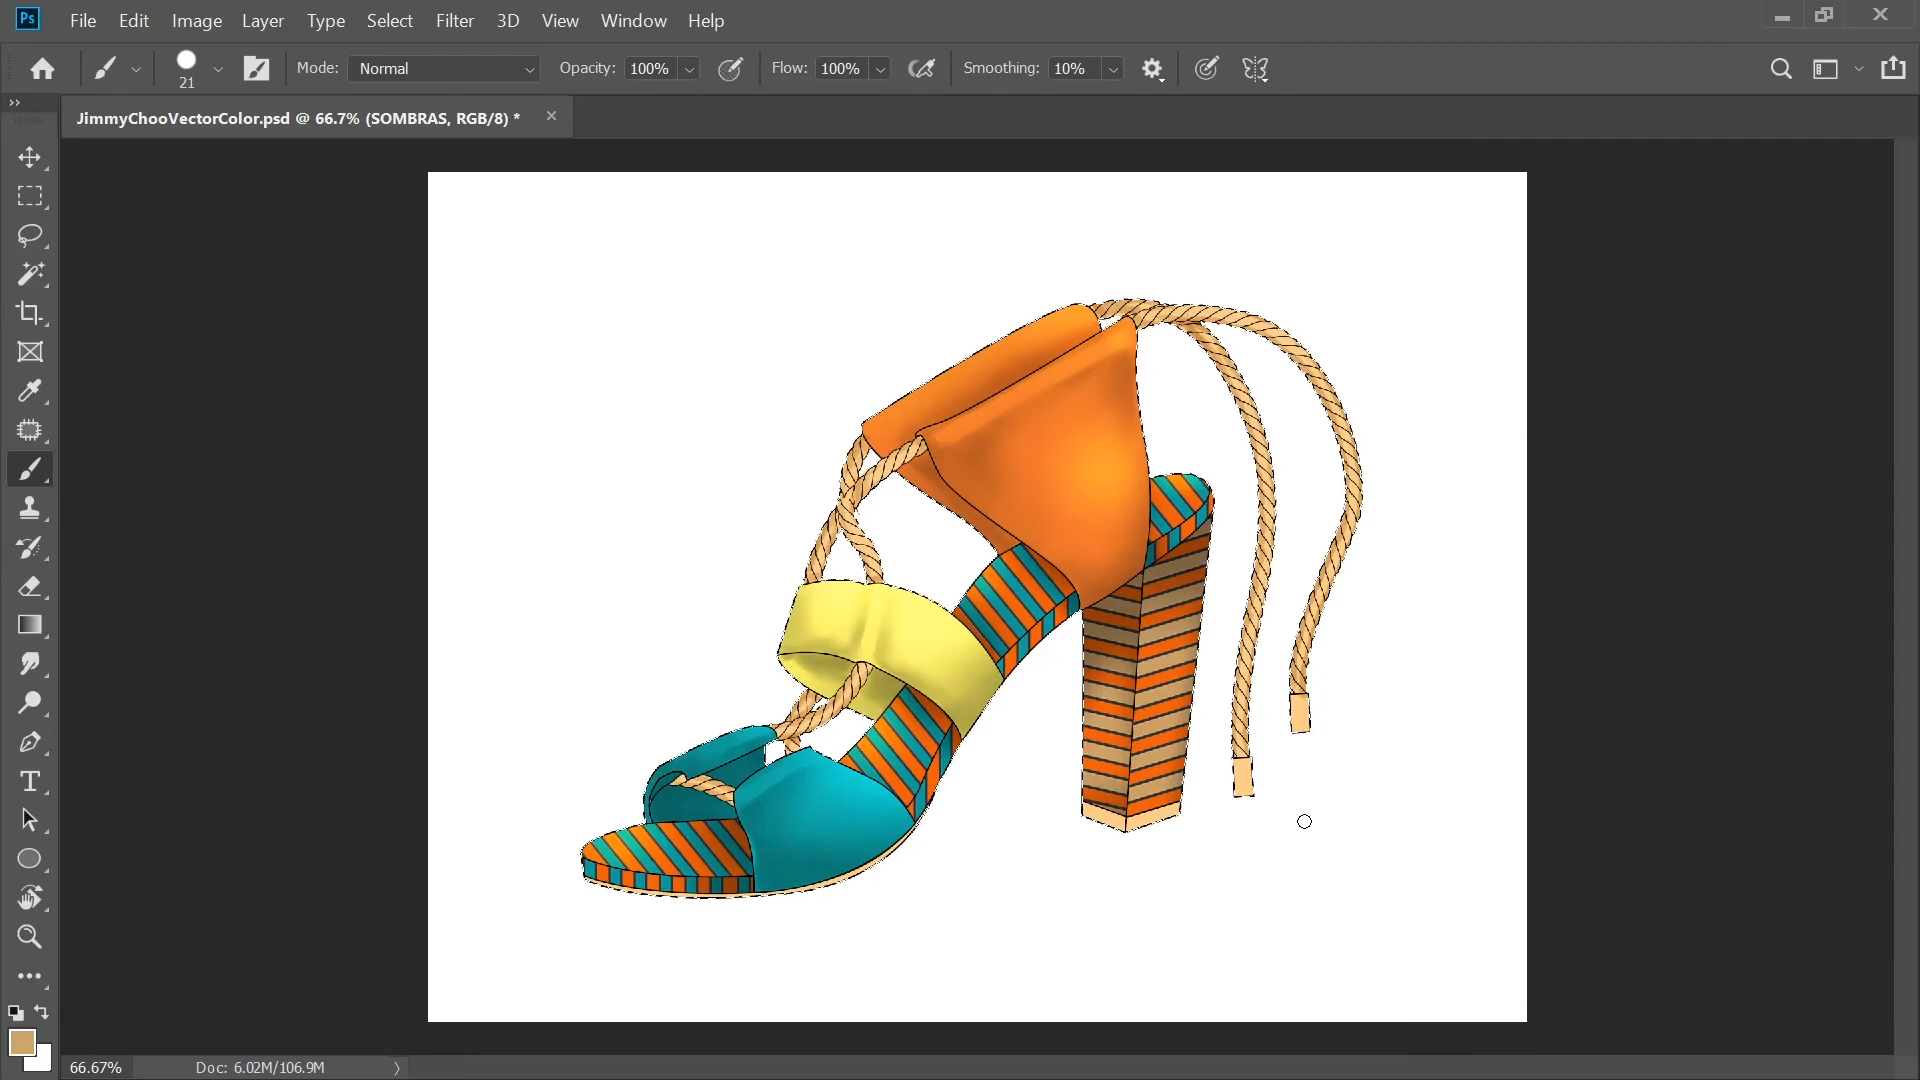 Ps File Edit Image Layer Type Select Filter 3D View Window Help
21 Mode: Normal Opacity: 100% Flow: 100% Smoothing: 10%
JimmyChooVectorColor.psd @ 66.7% (SOMBRAS, RGB/8) *
66.67% Doc: 6.02M/106.9M